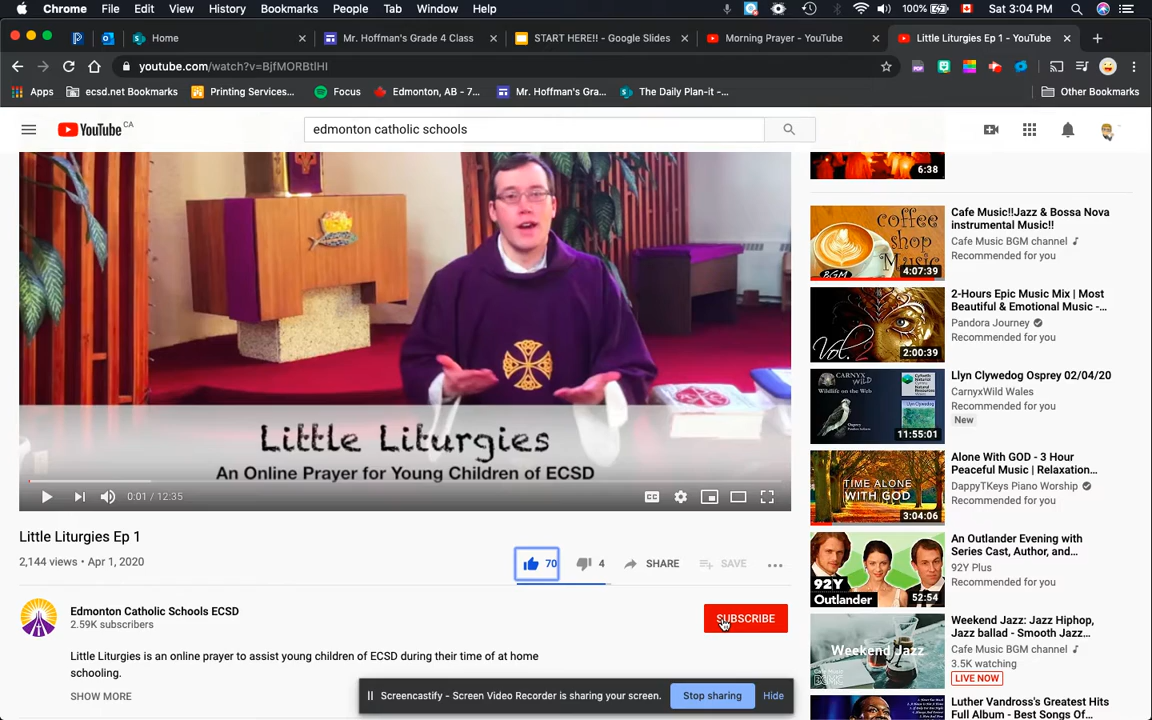 Chrome File Edit View History Bookmarks People Tab Window Help
100% Sat 3:04 PM
Home
Mr. Hoffman's Grade 4 Class
START HERE!! - Google Slides
Morning Prayer - YouTube
Little Liturgies Ep 1 - YouTube
youtube.com/watch?v=BjfMORBtlHI
Apps
ecsd.net Bookmarks
Printing Services...
Focus
Edmonton, AB - 7...
Mr. Hoffman's Gra...
The Daily Plan-it -...
Other Bookmarks
YouTube CA
edmonton catholic schools
Little Liturgies
An Online Prayer for Young Children of ECSD
0:01 / 12:35
CC
Little Liturgies Ep 1
2,144 views • Apr 1, 2020
70
4
SHARE
SAVE
Edmonton Catholic Schools ECSD
2.59K subscribers
SUBSCRIBE
Little Liturgies is an online prayer to assist young children of ECSD during their time of at home
schooling.
SHOW MORE
Screencastify - Screen Video Recorder is sharing your screen.
Stop sharing
Hide
6:38
coffee
shop
Music
BGM
4:07:39
Cafe Music!!Jazz & Bossa Nova
instrumental Music!!
Cafe Music BGM channel
Recommended for you
Vol. 2
2:00:39
2-Hours Epic Music Mix | Most
Beautiful & Emotional Music -...
Pandora Journey
Recommended for you
CARNYX WILD
Wildlife on the Web
Osprey
11:55:01
Llyn Clywedog Osprey 02/04/20
CarnyxWild Wales
Recommended for you
New
TIME ALONE
WITH GOD
3:04:06
Alone With GOD - 3 Hour
Peaceful Music | Relaxation...
DappyTKeys Piano Worship
Recommended for you
92Y
Outlander
52:54
An Outlander Evening with
Series Cast, Author, and...
92Y Plus
Recommended for you
Weekend Jazz
BGM
Weekend Jazz: Jazz Hiphop,
Jazz ballad - Smooth Jazz...
Cafe Music BGM channel
3.5K watching
LIVE NOW
Luther Vandross's Greatest Hits
Full Album - Best Songs Of...